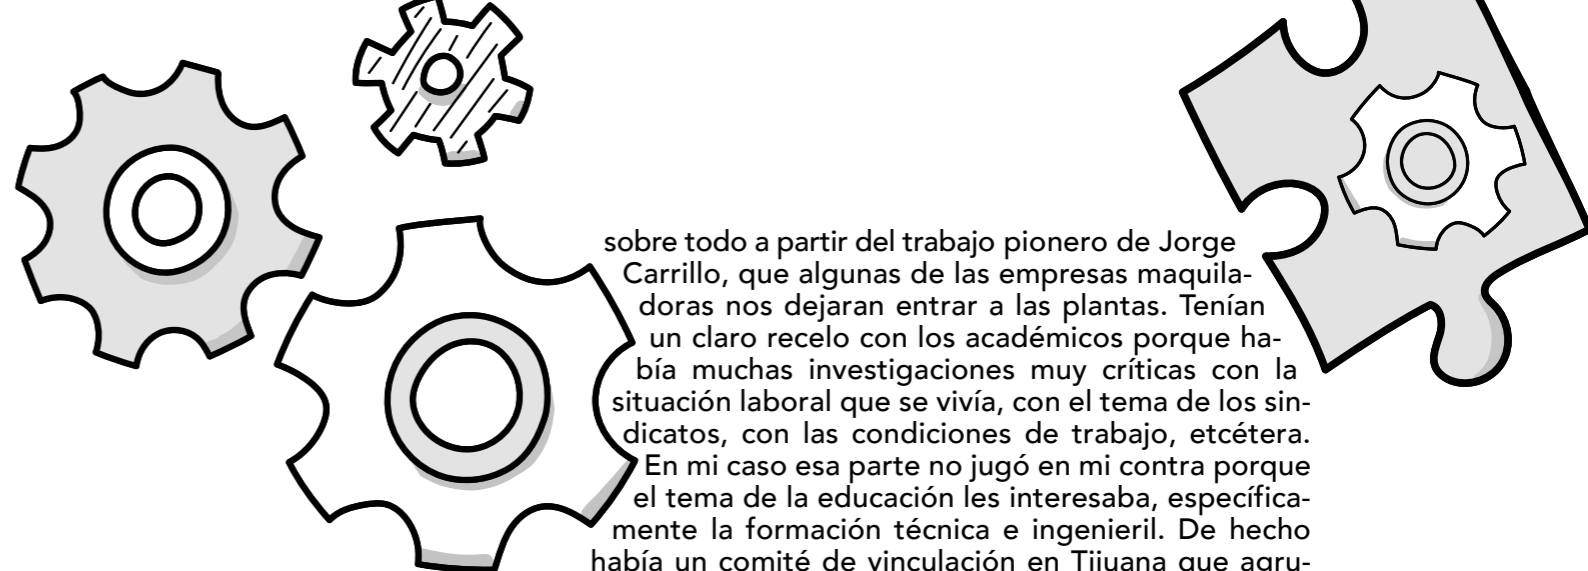 sobre todo a partir del trabajo pionero de Jorge
Carrillo, que algunas de las empresas maquila-
doras nos dejaran entrar a las plantas. Tenían
un claro recelo con los académicos porque ha-
bía muchas investigaciones muy críticas con la
situación laboral que se vivía, con el tema de los sin-
dicatos, con las condiciones de trabajo, etcétera.
En mi caso esa parte no jugó en mi contra porque
el tema de la educación les interesaba, específica-
mente la formación técnica e ingenieril. De hecho
había un comité de vinculación en Tijuana que agru-